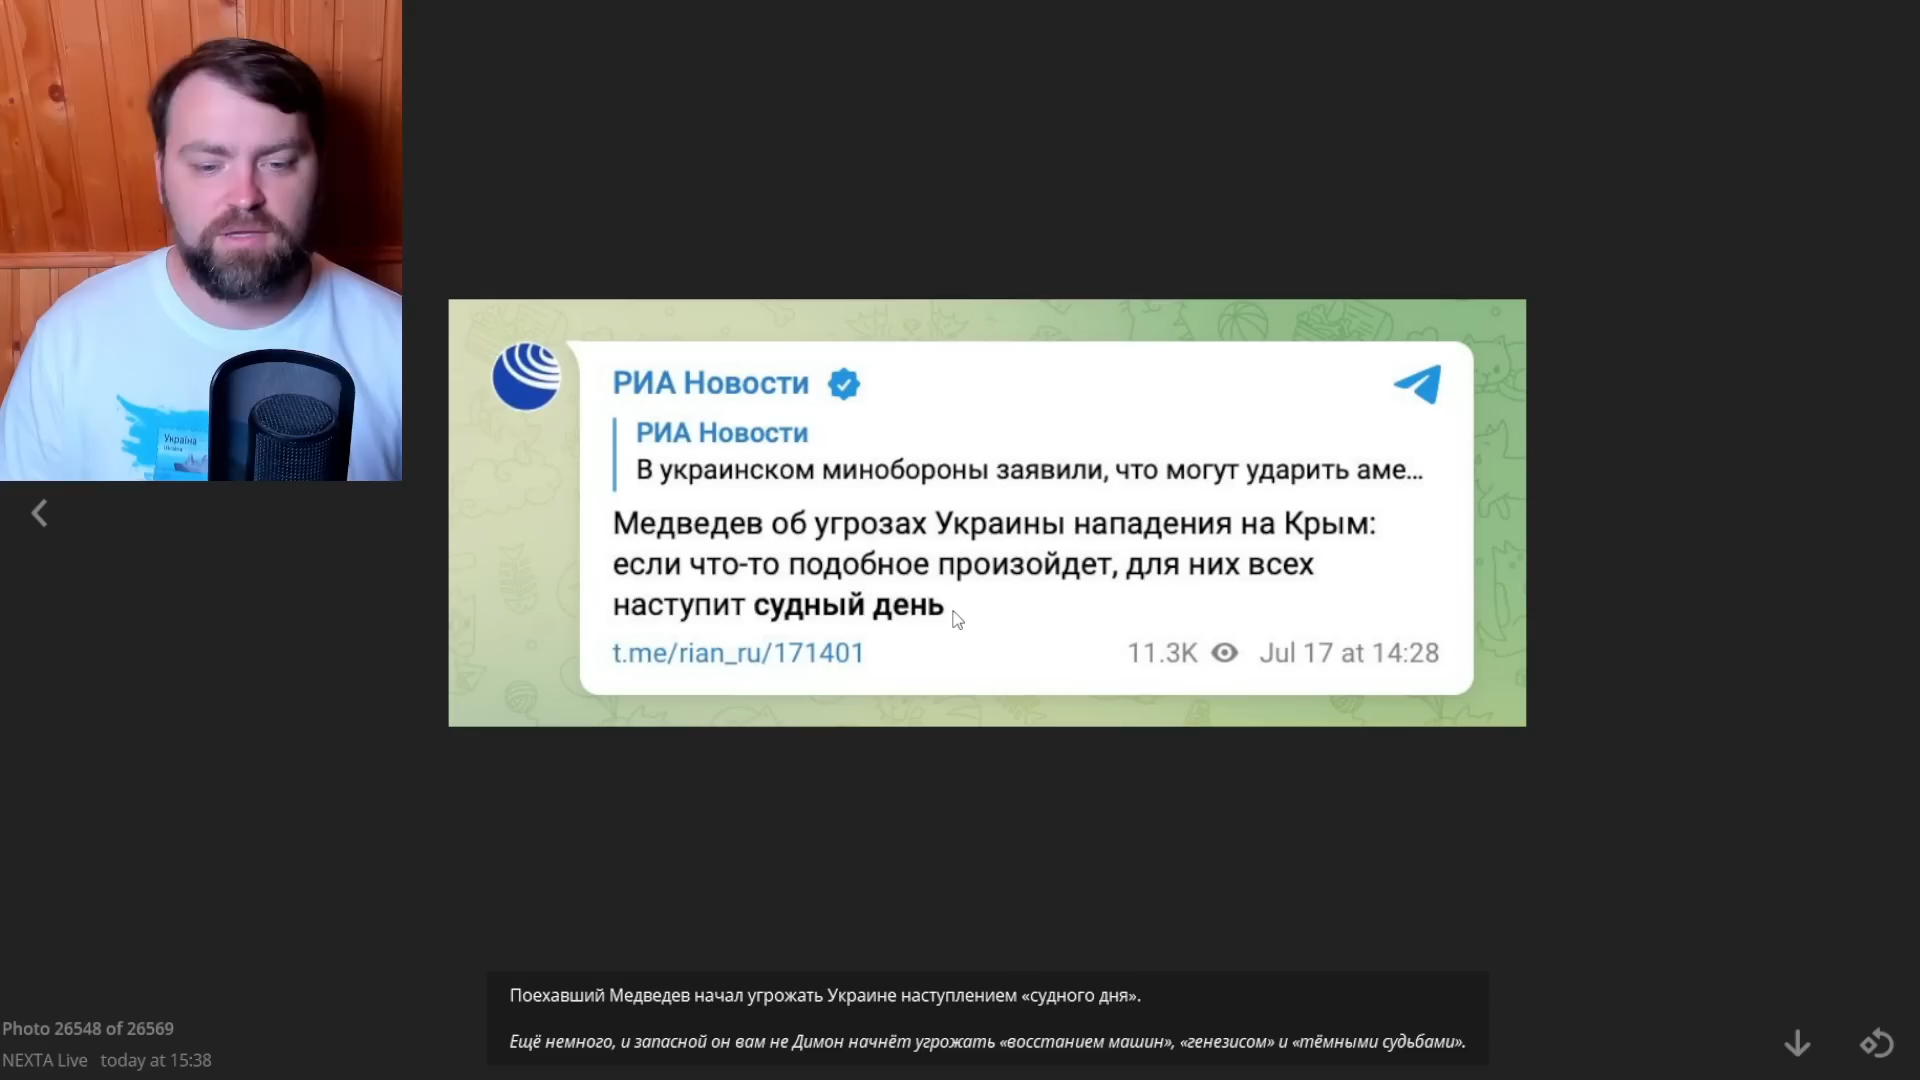 Україна
Ukraina
РИА Новости
РИА Новости
В украинском минобороны заявили, что могут ударить аме...
Медведев об угрозах Украины нападения на Крым:
если что-то подобное произойдет, для них всех
наступит судный день
t.me/rian_ru/171401 11.3K Jul 17 at 14:28
Поехавший Медведев начал угрожать Украине наступлением «судного дня».
Ещё немного, и запасной он вам не Димон начнёт угрожать «восстанием машин», «генезисом» и «тёмными судьбами».
Photo 26548 of 26569
NEXTA Live today at 15:38